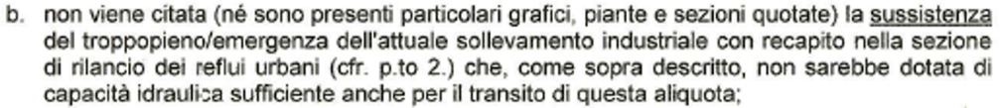 b. non viene citata (né sono presenti particolari grafici, piante e sezioni quotate) la sussistenza
del troppopieno/emergenza dell'attuale sollevamento industriale con recapito nella sezione
di rilancio dei reflui urbani (cfr. p.to 2.) che, come sopra descritto, non sarebbe dotata di
capacità idraulica sufficiente anche per il transito di questa aliquota;